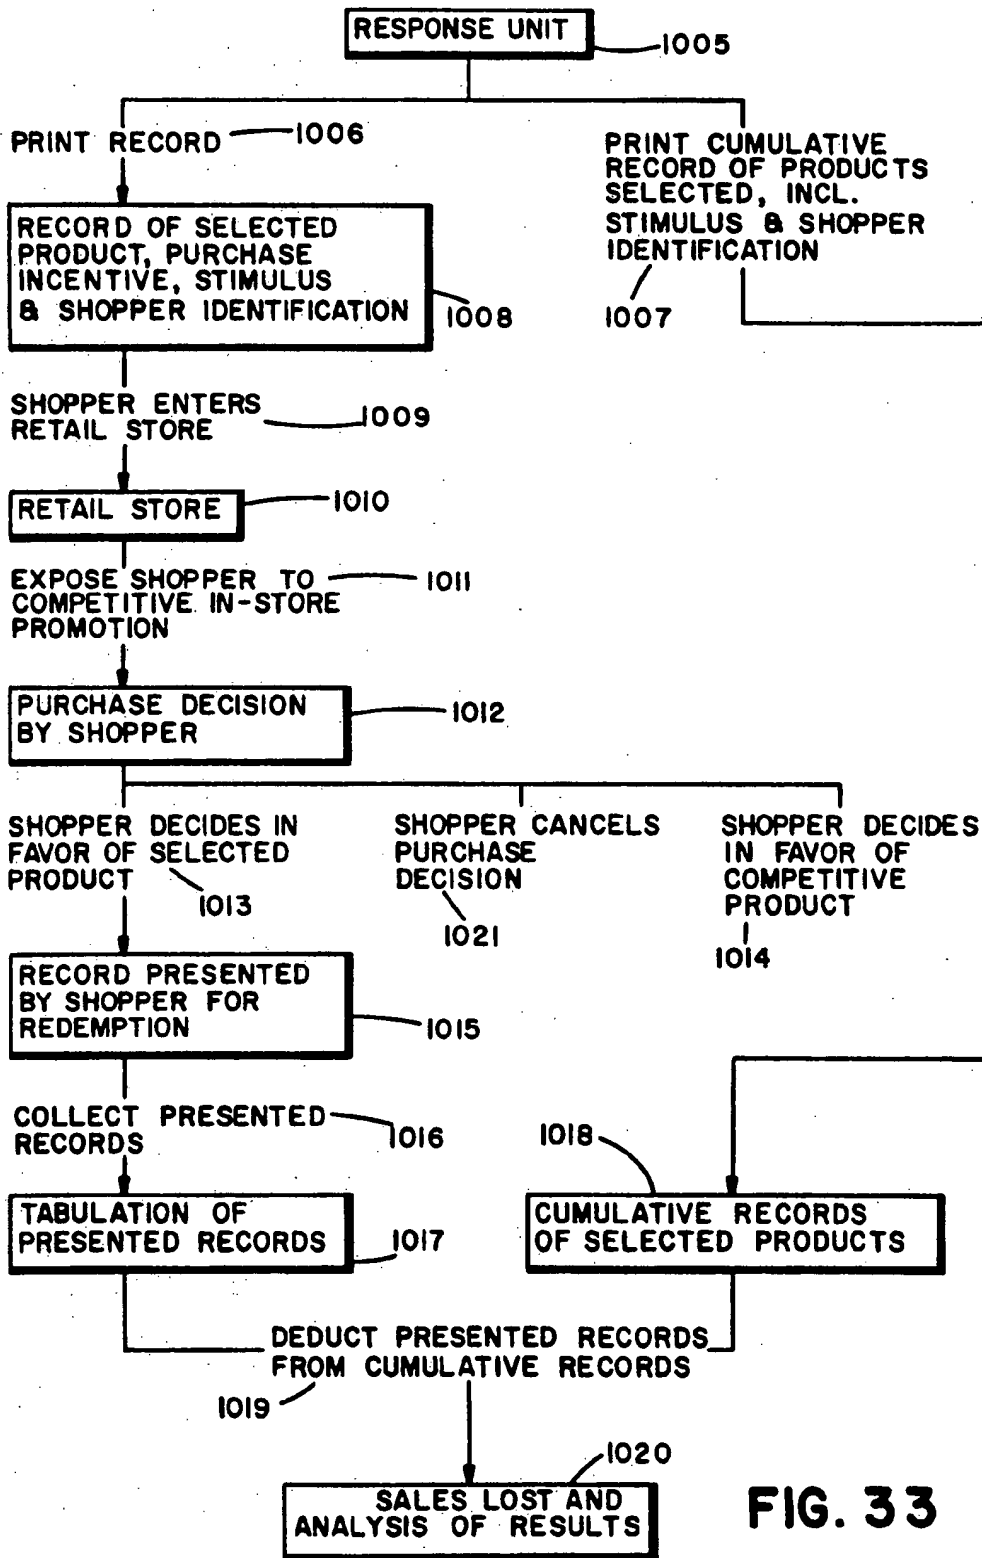 RESPONSE UNIT
1005
PRINT RECORD
1006
PRINT CUMULATIVE
RECORD OF PRODUCTS
SELECTED, INCL.
STIMULUS & SHOPPER
IDENTIFICATION
1007
RECORD OF SELECTED
PRODUCT, PURCHASE
INCENTIVE, STIMULUS
& SHOPPER IDENTIFICATION
1008
SHOPPER ENTERS
RETAIL STORE
1009
RETAIL STORE
1010
EXPOSE SHOPPER TO
COMPETITIVE IN-STORE
PROMOTION
1011
PURCHASE DECISION
BY SHOPPER
1012
SHOPPER DECIDES IN
FAVOR OF SELECTED
PRODUCT
1013
SHOPPER CANCELS
PURCHASE
DECISION
1021
SHOPPER DECIDES
IN FAVOR OF
COMPETITIVE
PRODUCT
1014
RECORD PRESENTED
BY SHOPPER FOR
REDEMPTION
1015
COLLECT PRESENTED
RECORDS
1016
1018
TABULATION OF
PRESENTED RECORDS
1017
CUMULATIVE RECORDS
OF SELECTED PRODUCTS
DEDUCT PRESENTED RECORDS
FROM CUMULATIVE RECORDS
1019
1020
SALES LOST AND
ANALYSIS OF RESULTS
FIG. 33